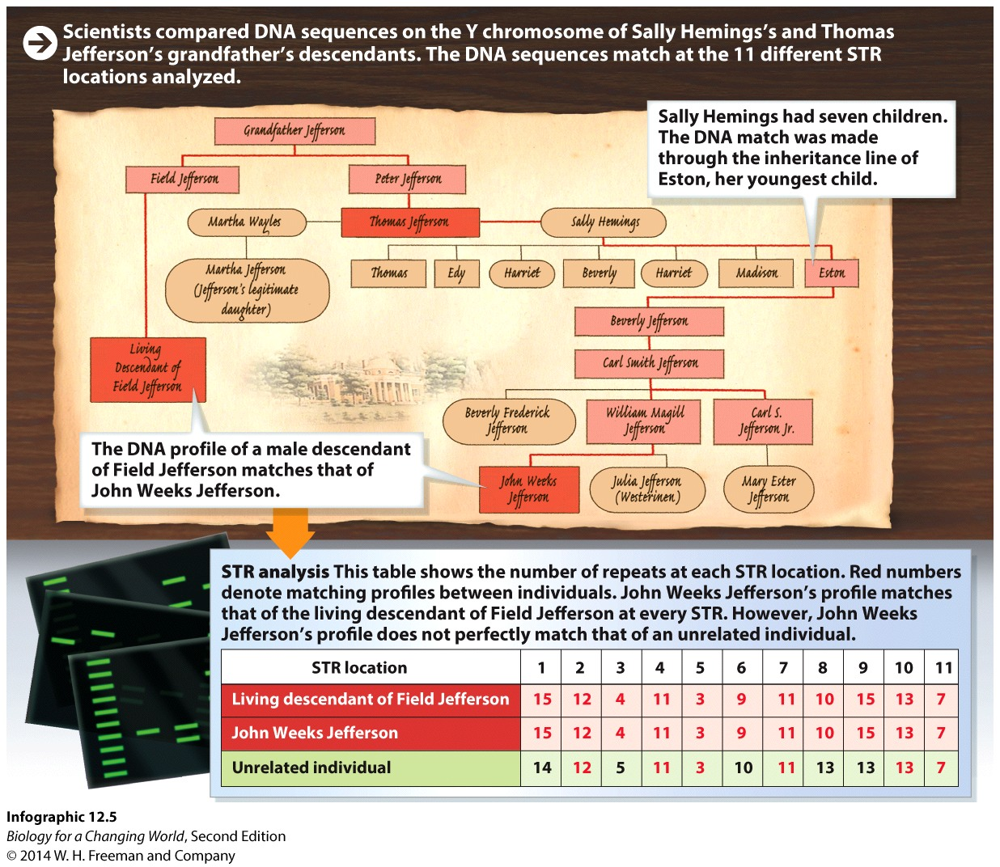 Scientists compared DNA sequences on the Y chromosome of Sally Hemings’s and Thomas
Jefferson’s grandfather’s descendants. The DNA sequences match at the 11 different STR
locations analyzed.
Sally Hemings had seven children.
The DNA match was made
through the inheritance line of
Eston, her youngest child.
Grandfather Jefferson
Field Jefferson
Peter Jefferson
Martha Wayles
Thomas Jefferson
Sally Hemings
Martha Jefferson
(Jefferson’s legitimate
daughter)
Thomas
Edy
Harriet
Beverly
Harriet
Madison
Eston
Beverly Jefferson
Carl Smith Jefferson
Living
Descendant of
Field Jefferson
Beverly Frederick
Jefferson
William Magill
Jefferson
Carl S.
Jefferson Jr.
John Weeks
Jefferson
Julia Jefferson
(Westerinen)
Mary Ester
Jefferson
The DNA profile of a male descendant
of Field Jefferson matches that of
John Weeks Jefferson.
STR analysis This table shows the number of repeats at each STR location. Red numbers
denote matching profiles between individuals. John Weeks Jefferson’s profile matches
that of the living descendant of Field Jefferson at every STR. However, John Weeks
Jefferson’s profile does not perfectly match that of an unrelated individual.
STR location 1 2 3 4 5 6 7 8 9 10 11
Living descendant of Field Jefferson 15 12 4 11 3 9 11 10 15 13 7
John Weeks Jefferson 15 12 4 11 3 9 11 10 15 13 7
Unrelated individual 14 12 5 11 3 10 11 13 13 13 7
Infographic 12.5
Biology for a Changing World, Second Edition
© 2014 W. H. Freeman and Company